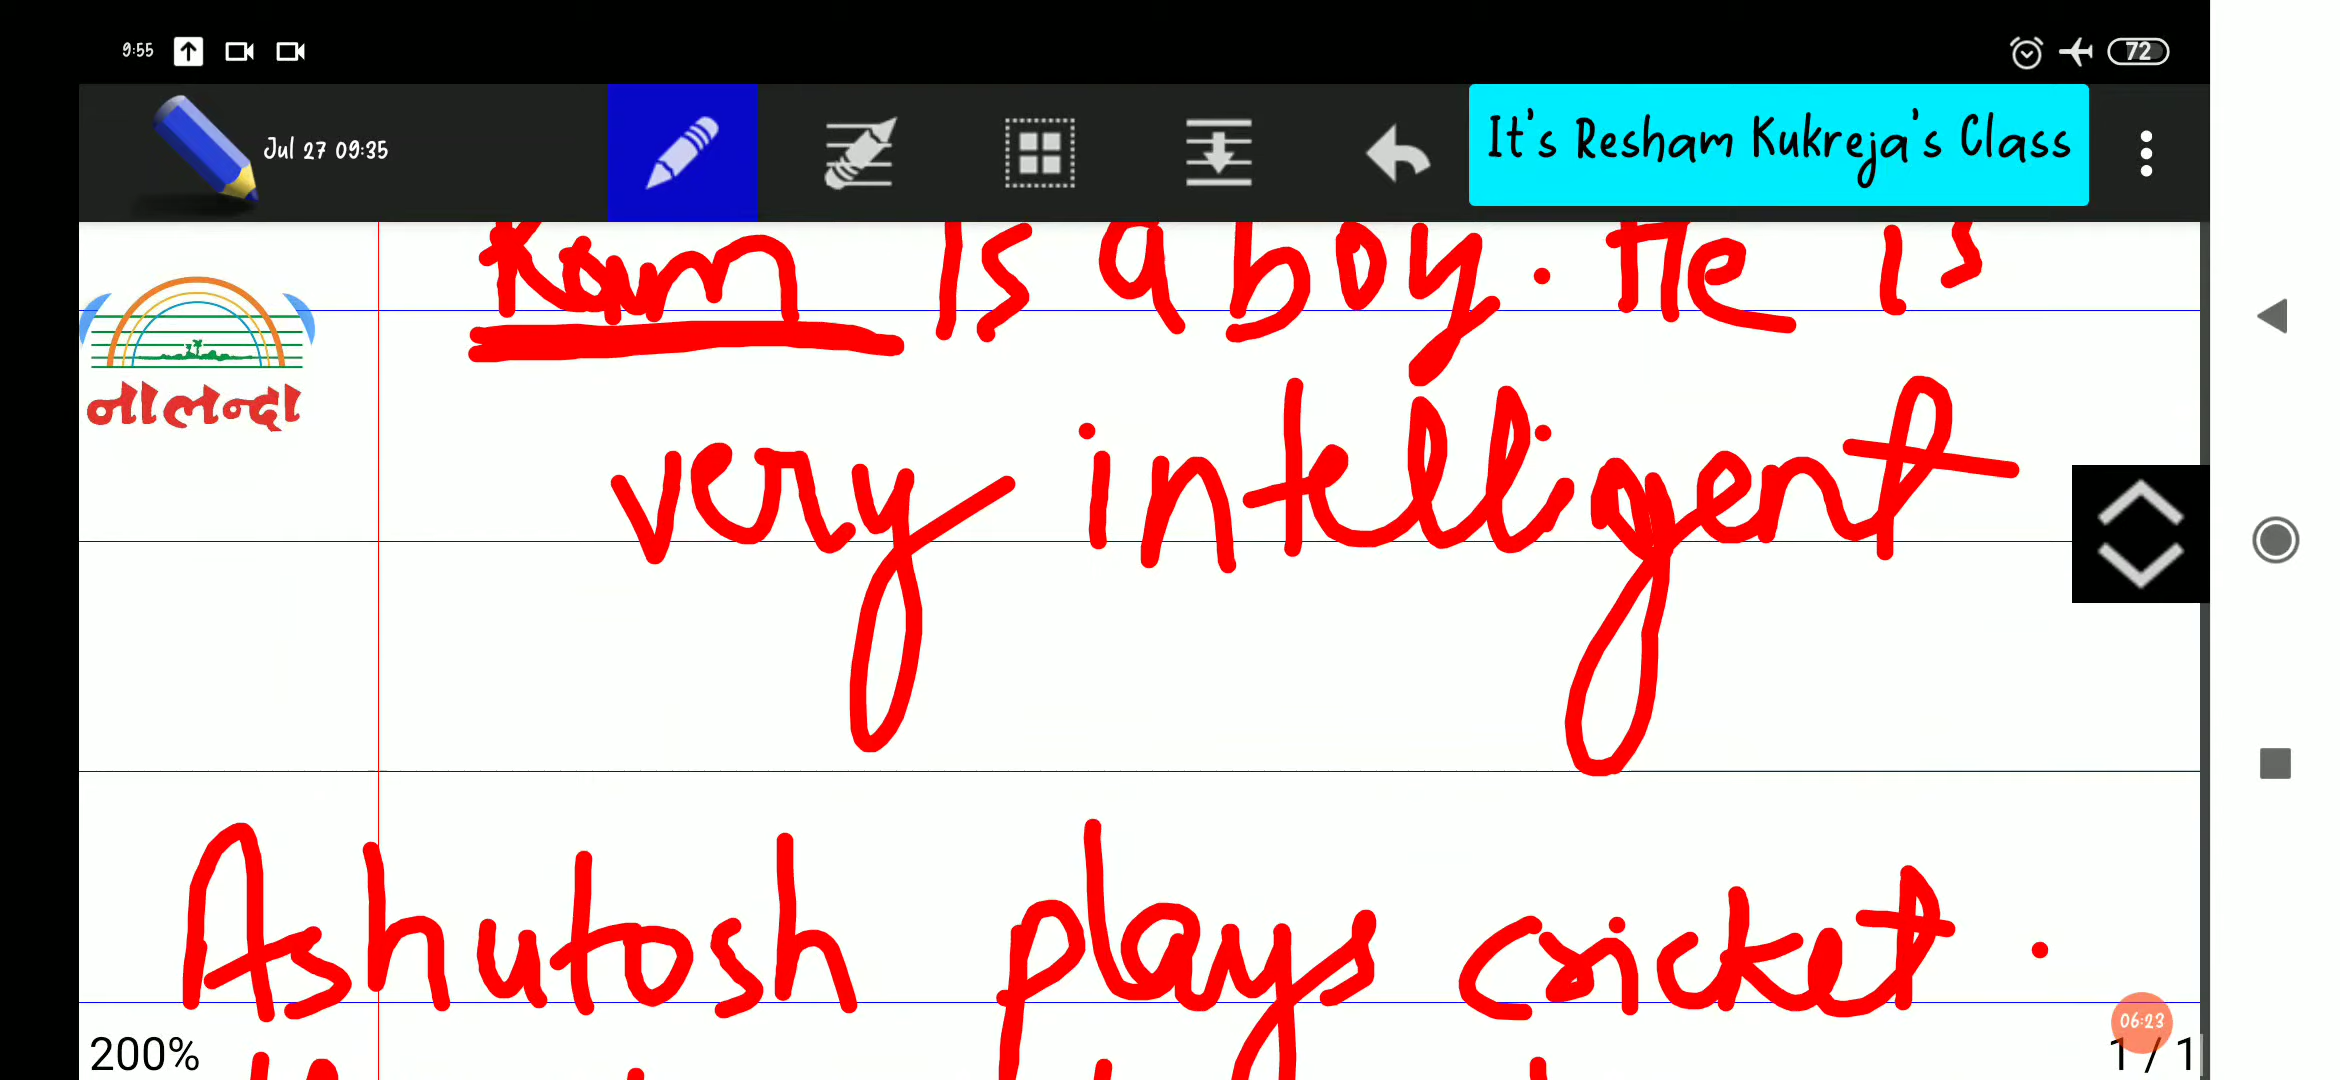 9:55
72
Jul 27 09:35
It's Resham Kukreja's Class
Ram is a boy. He is
नालन्दा
very intelligent
Ashutosh plays cricket.
06:23
200%
1 / 1